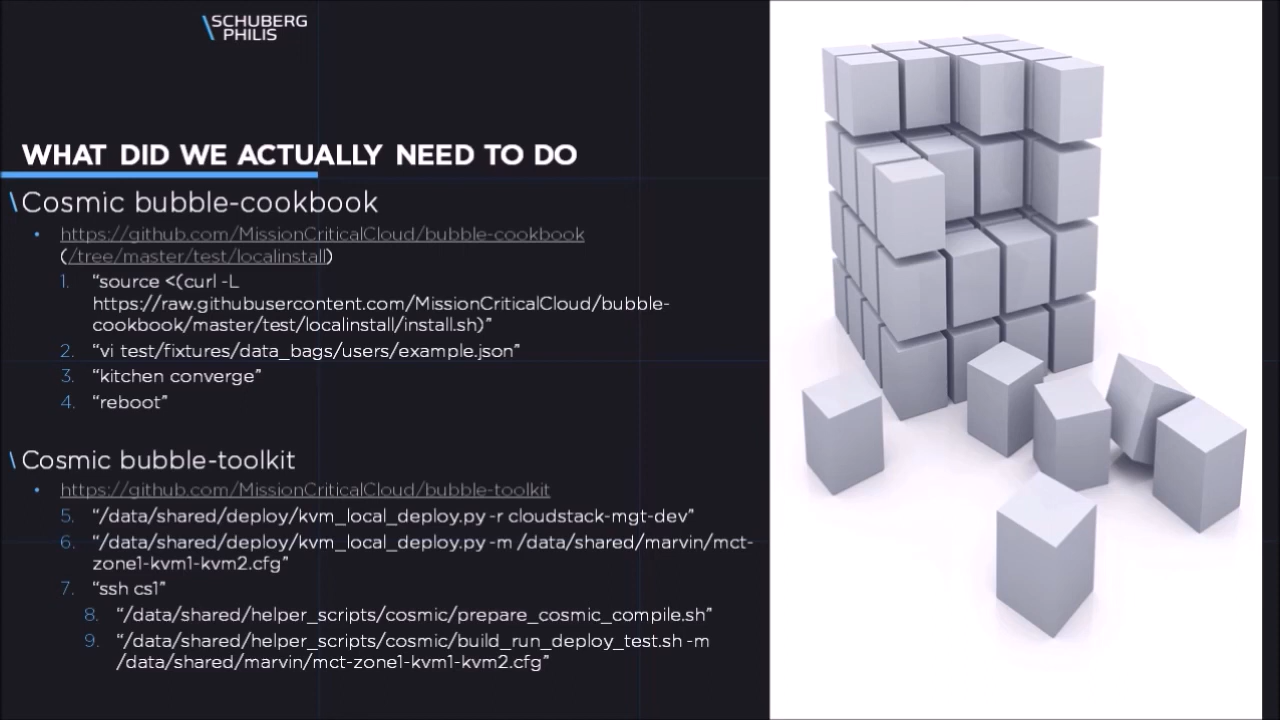 \SCHUBERG
PHILIS
WHAT DID WE ACTUALLY NEED TO DO
\Cosmic bubble-cookbook
• https://github.com/MissionCriticalCloud/bubble-cookbook
(/tree/master/test/localinstall)
1. “source <(curl -L
https://raw.githubusercontent.com/MissionCriticalCloud/bubble-
cookbook/master/test/localinstall/install.sh)”
2. “vi test/fixtures/data_bags/users/example.json”
3. “kitchen converge”
4. “reboot”
\Cosmic bubble-toolkit
• https://github.com/MissionCriticalCloud/bubble-toolkit
5. “/data/shared/deploy/kvm_local_deploy.py -r cloudstack-mgt-dev”
6. “/data/shared/deploy/kvm_local_deploy.py -m /data/shared/marvin/mct-
zone1-kvm1-kvm2.cfg”
7. “ssh cs1”
8. “/data/shared/helper_scripts/cosmic/prepare_cosmic_compile.sh”
9. “/data/shared/helper_scripts/cosmic/build_run_deploy_test.sh -m
/data/shared/marvin/mct-zone1-kvm1-kvm2.cfg”